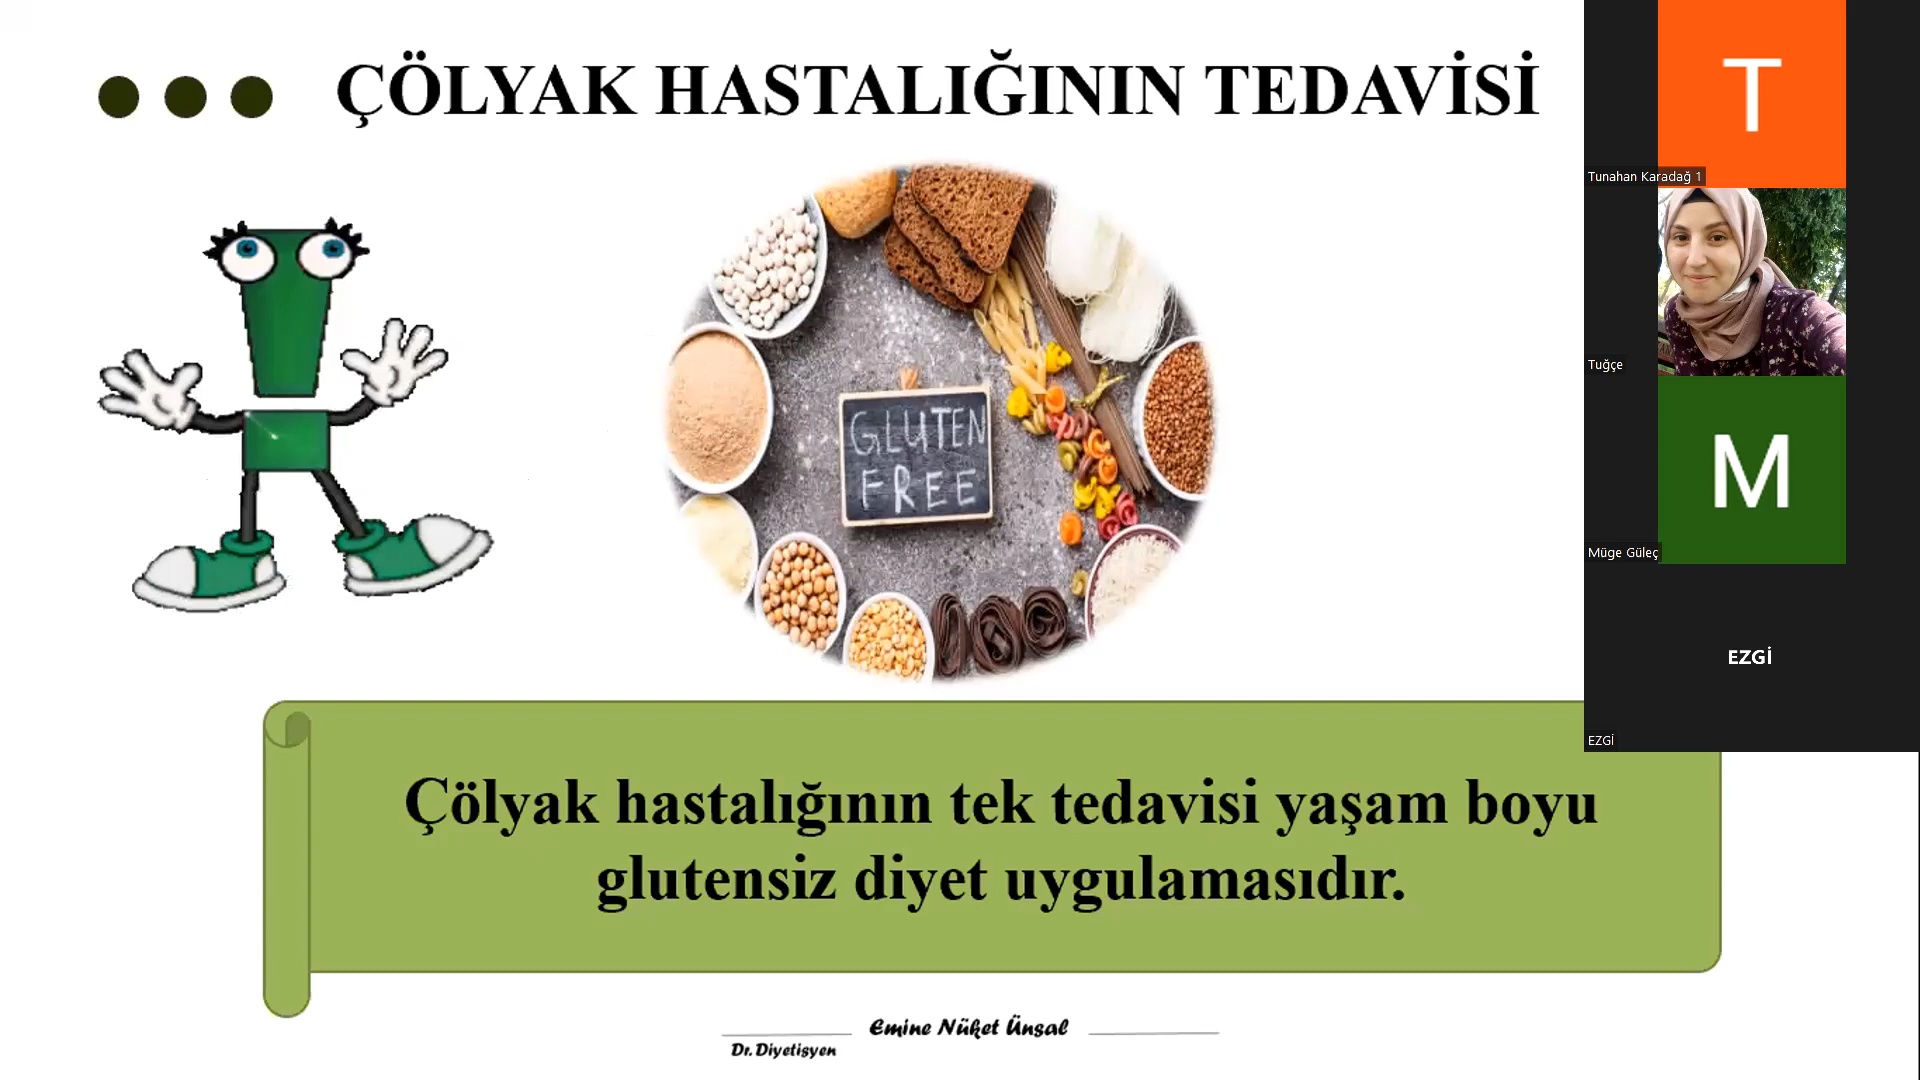 ÇÖLYAK HASTALIĞININ TEDAVİSİ
GLUTEN
FREE
Çölyak hastalığının tek tedavisi yaşam boyu
glutensiz diyet uygulamasıdır.
Emine Nüket Ünsal
Dr. Diyetisyen
T
Tunahan Karadağ 1
Tuğçe
M
Müge Güleç
EZGİ
EZGİ